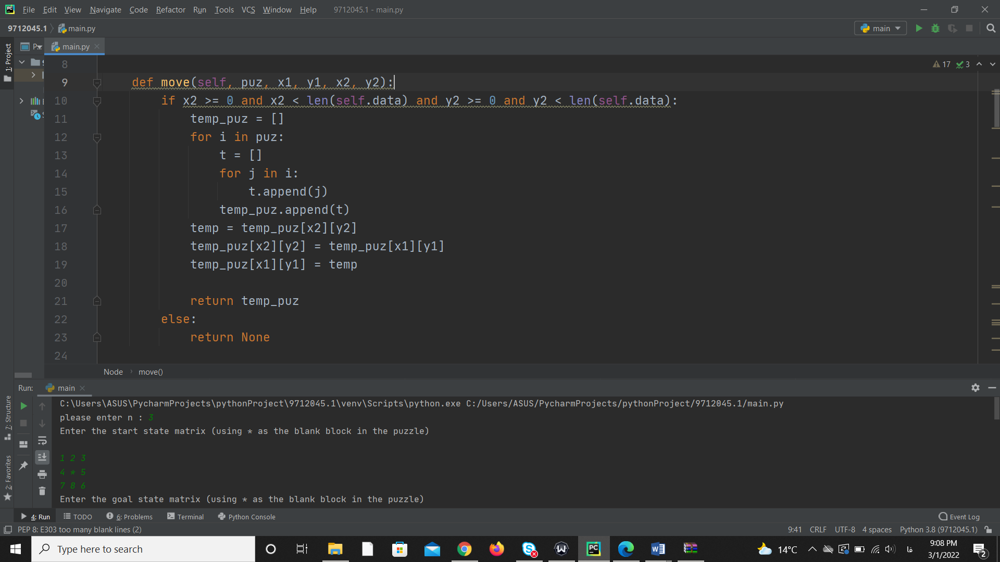 File Edit View Navigate Code Refactor Run Tools VCS Window Help 9712045.1 - main.py
9712045.1 main.py main
1: Project P... main.py
8 17 3
9 def move(self, puz, x1, y1, x2, y2):
10 if x2 >= 0 and x2 < len(self.data) and y2 >= 0 and y2 < len(self.data):
11 temp_puz = []
12 for i in puz:
13 t = []
14 for j in i:
15 t.append(j)
16 temp_puz.append(t)
17 temp = temp_puz[x2][y2]
18 temp_puz[x2][y2] = temp_puz[x1][y1]
19 temp_puz[x1][y1] = temp
20
21 return temp_puz
22 else:
23 return None
24
Node move()
Run: main
7: Structure
2: Favorites
C:\Users\ASUS\PycharmProjects\pythonProject\9712045.1\venv\Scripts\python.exe C:/Users/ASUS/PycharmProjects/pythonProject/9712045.1/main.py
please enter n : 3
Enter the start state matrix (using * as the blank block in the puzzle)
1 2 3
4 * 5
7 8 6
Enter the goal state matrix (using * as the blank block in the puzzle)
4: Run TODO 6: Problems Terminal Python Console Event Log
PEP 8: E303 too many blank lines (2) 9:41 CRLF UTF-8 4 spaces Python 3.8 (9712045.1)
Type here to search 14°C فا 9:08 PM
3/1/2022 2